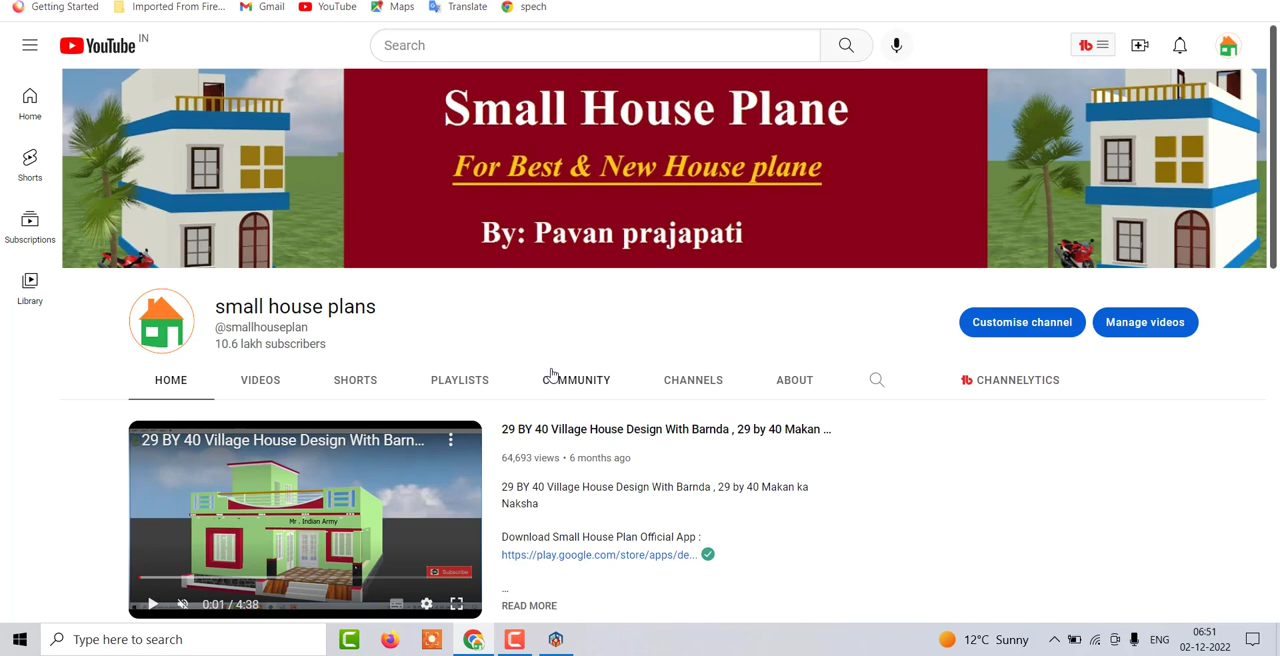 Getting Started Imported From Fire... Gmail YouTube Maps Translate spech
YouTube IN
Search
Home
Shorts
Subscriptions
Library
Small House Plane
For Best & New House plane
By: Pavan prajapati
small house plans
@smallhouseplan
10.6 lakh subscribers
Customise channel Manage videos
HOME VIDEOS SHORTS PLAYLISTS COMMUNITY CHANNELS ABOUT CHANNELYTICS
29 BY 40 Village House Design With Barn...
Mr . Indian Army
Subscribe
0:01 / 4:38
29 BY 40 Village House Design With Barnda , 29 by 40 Makan ...
64,693 views • 6 months ago
29 BY 40 Village House Design With Barnda , 29 by 40 Makan ka
Naksha
Download Small House Plan Official App :
https://play.google.com/store/apps/de...
...
READ MORE
Type here to search
12°C Sunny
ENG
06:51
02-12-2022